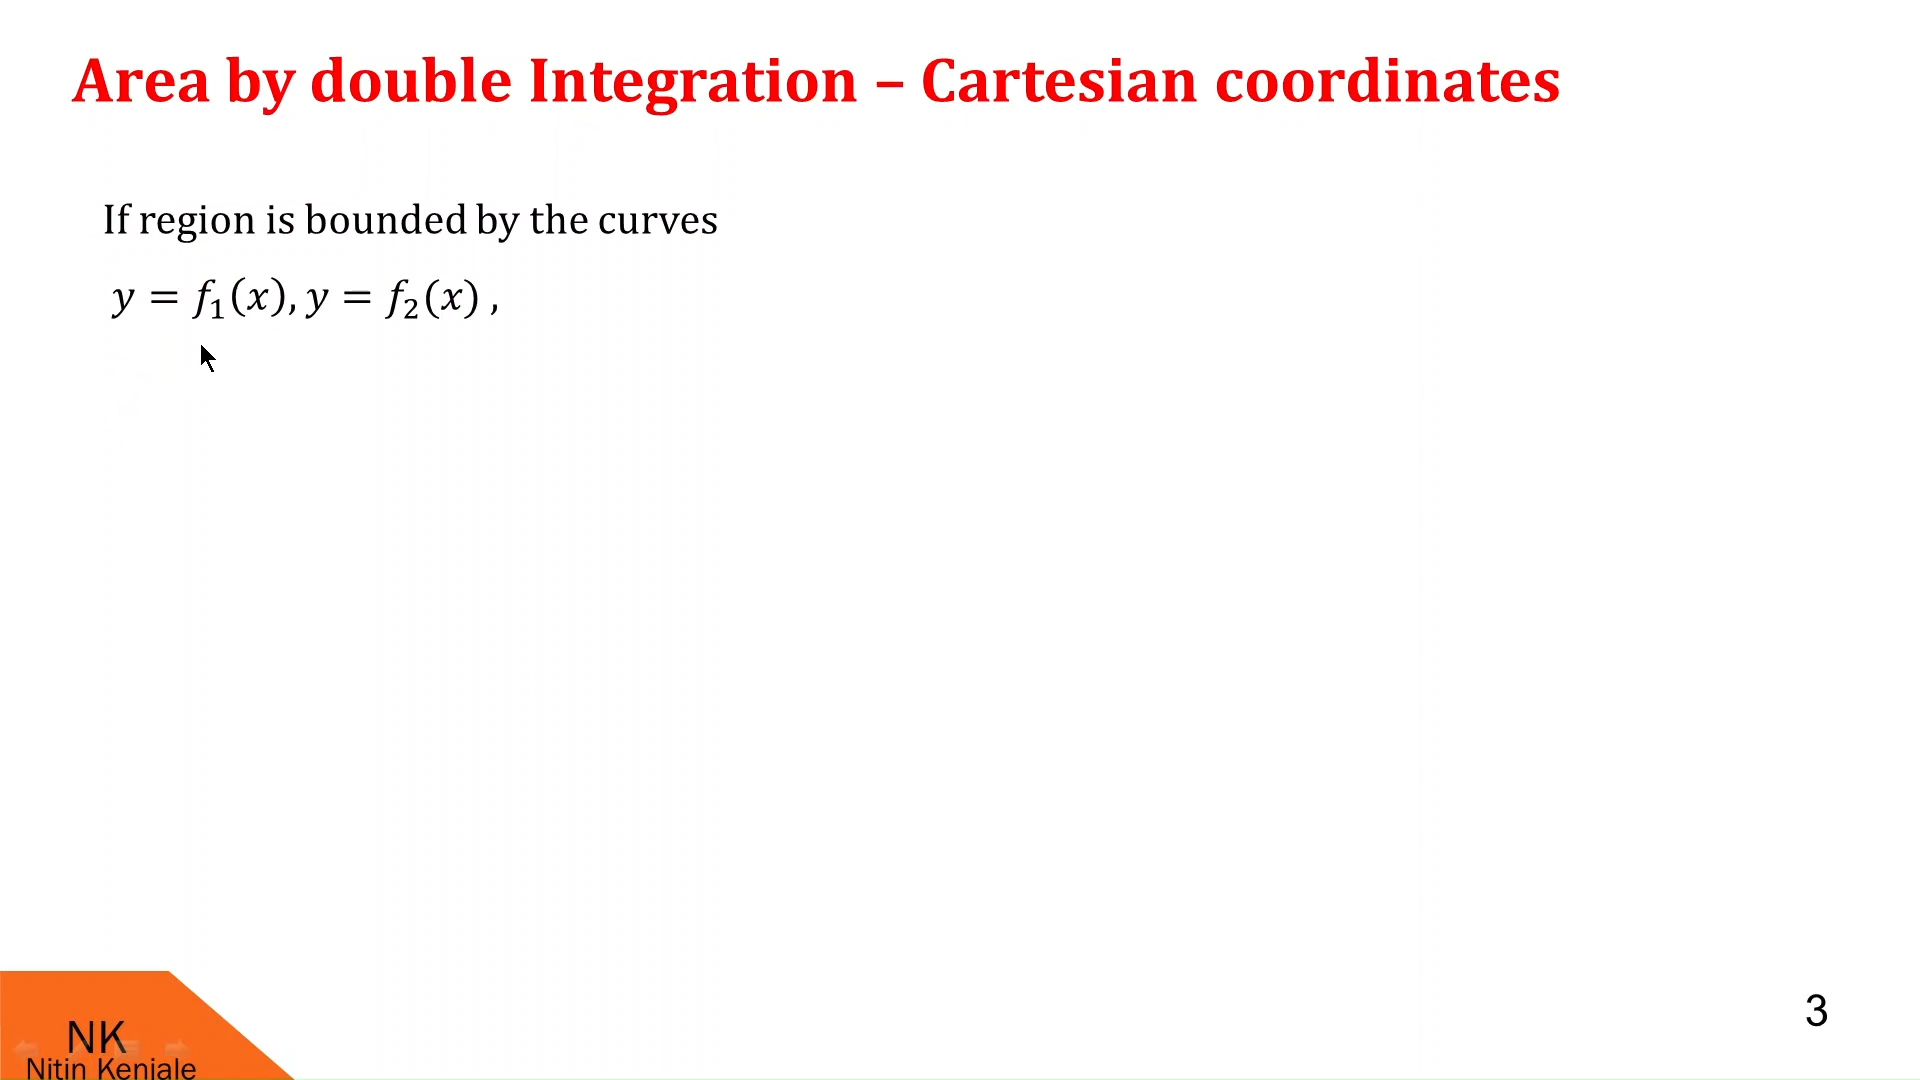 Area by double Integration – Cartesian coordinates
If region is bounded by the curves
y = f₁(x), y = f₂(x) ,
3
NK
Nitin Keniale